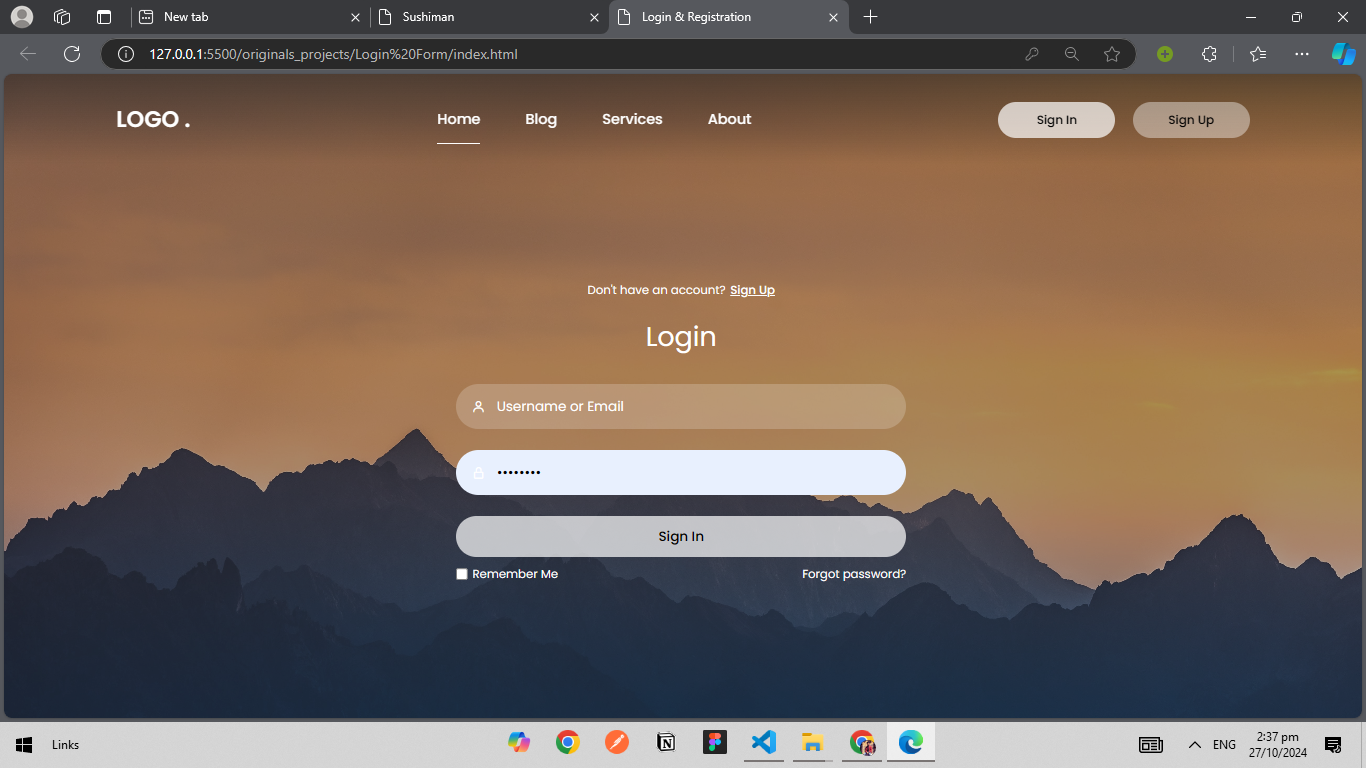 New tab
Sushiman
Login & Registration
127.0.0.1:5500/originals_projects/Login%20Form/index.html
LOGO .
Home Blog Services About
Sign In
Sign Up
Don't have an account? Sign Up
Login
Username or Email
••••••••
Sign In
Remember Me
Forgot password?
Links
ENG
2:37 pm
27/10/2024